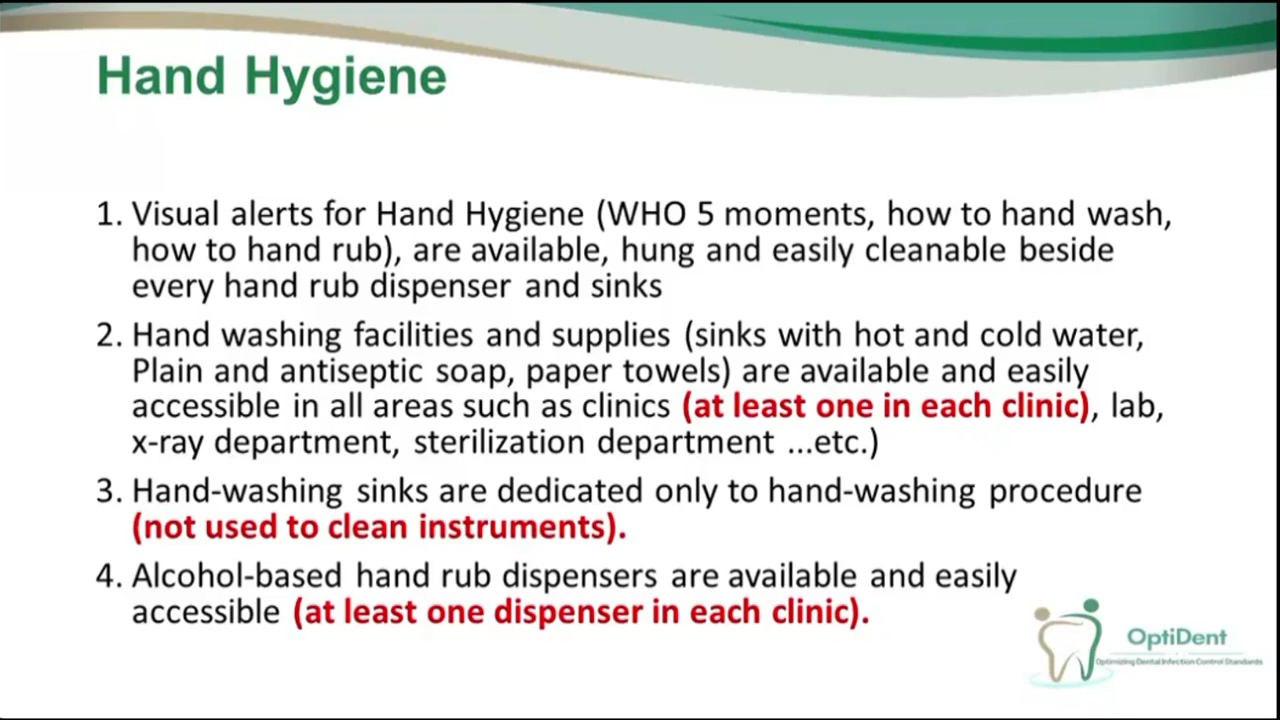 Hand Hygiene
1. Visual alerts for Hand Hygiene (WHO 5 moments, how to hand wash,
how to hand rub), are available, hung and easily cleanable beside
every hand rub dispenser and sinks
2. Hand washing facilities and supplies (sinks with hot and cold water,
Plain and antiseptic soap, paper towels) are available and easily
accessible in all areas such as clinics (at least one in each clinic), lab,
x-ray department, sterilization department ...etc.)
3. Hand-washing sinks are dedicated only to hand-washing procedure
(not used to clean instruments).
4. Alcohol-based hand rub dispensers are available and easily
accessible (at least one dispenser in each clinic).
OptiDent
Optimizing Dental Infection Control Standards